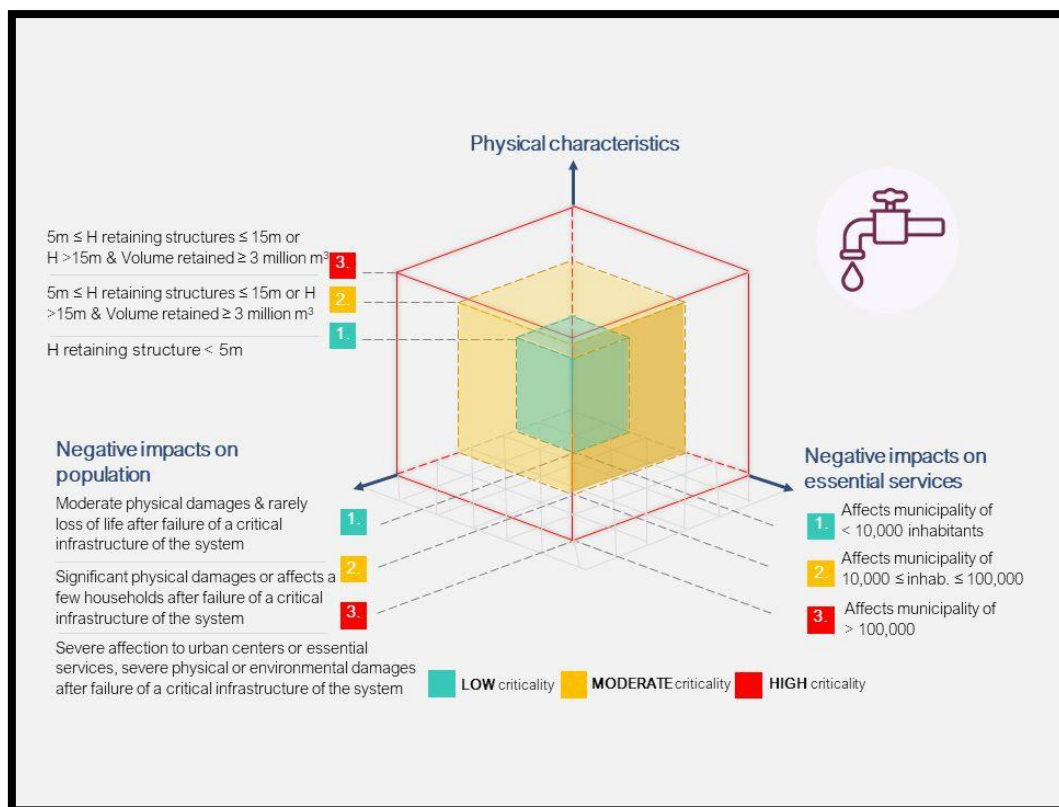 Physical characteristics
5m ≤ H retaining structures ≤ 15m or
H >15m & Volume retained ≥ 3 million m³
3.
5m ≤ H retaining structures ≤ 15m or H
>15m & Volume retained ≥ 3 million m³
2.
1.
H retaining structure < 5m
Negative impacts on
population
Moderate physical damages & rarely
loss of life after failure of a critical
infrastructure of the system
1.
Significant physical damages or affects a
few households after failure of a critical
infrastructure of the system
2.
3.
Severe affection to urban centers or essential
services, severe physical or environmental damages
after failure of a critical infrastructure of the system
Negative impacts on
essential services
1.
Affects municipality of
< 10,000 inhabitants
2.
Affects municipality of
10,000 ≤ inhab. ≤ 100,000
3.
Affects municipality of
> 100,000
LOW criticality
MODERATE criticality
HIGH criticality